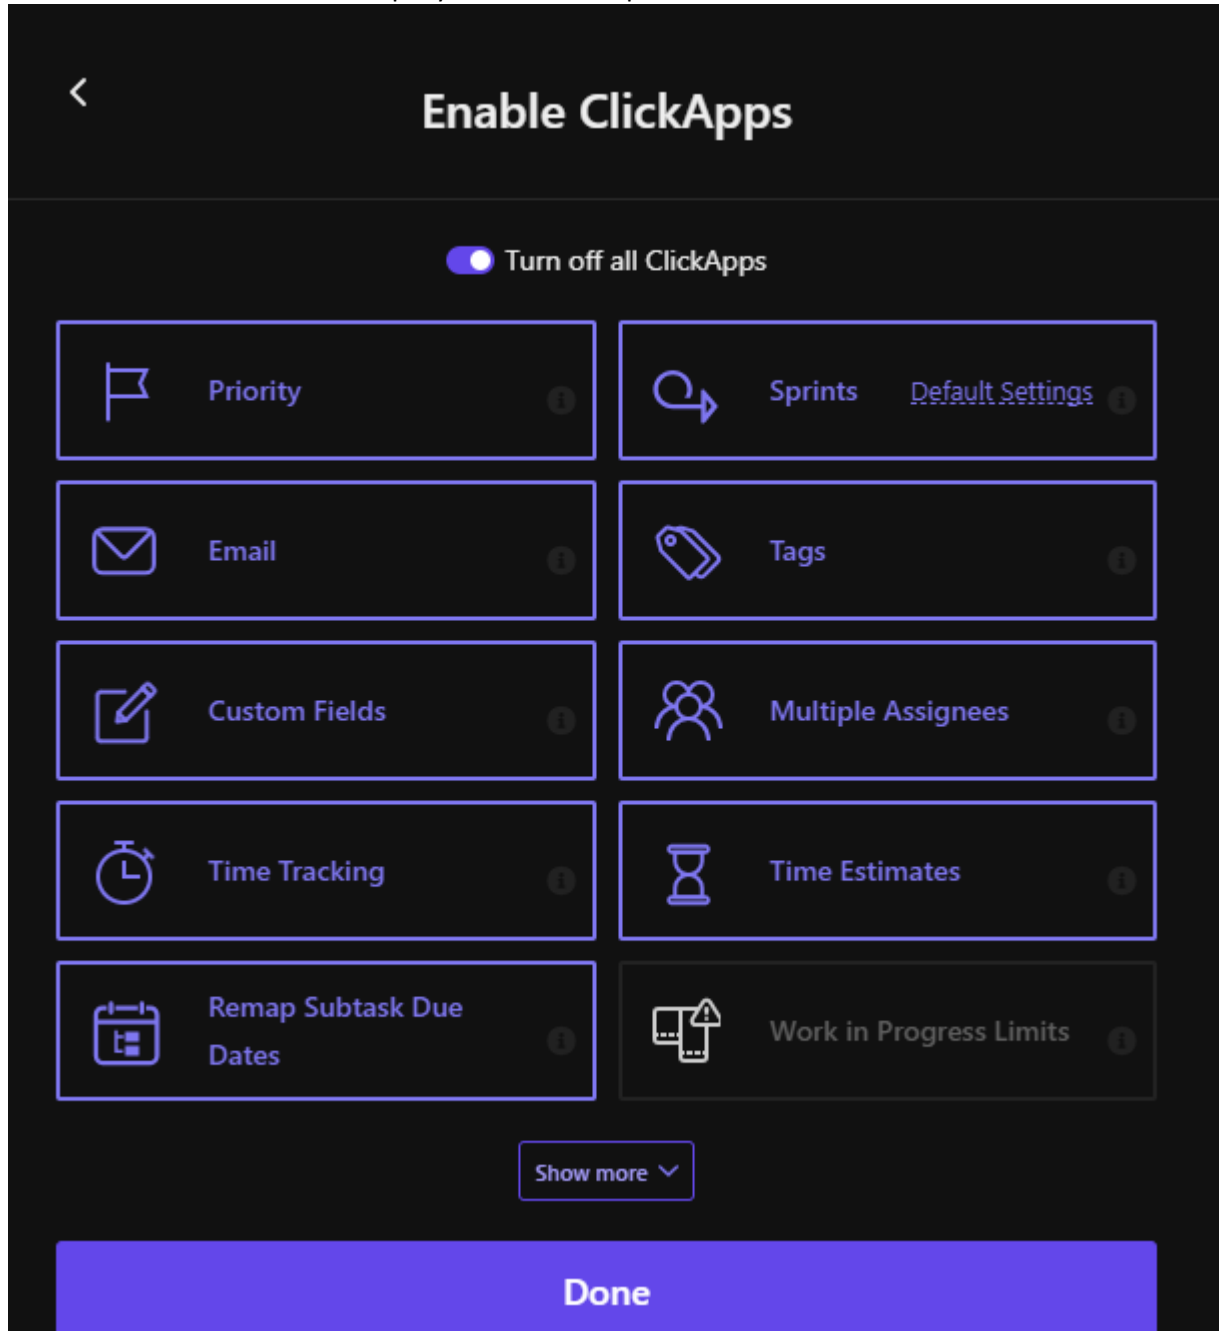 Enable ClickApps
Turn off all ClickApps
Priority
Sprints Default Settings
Email
Tags
Custom Fields
Multiple Assignees
Time Tracking
Time Estimates
Remap Subtask Due
Dates
Work in Progress Limits
Show more
Done